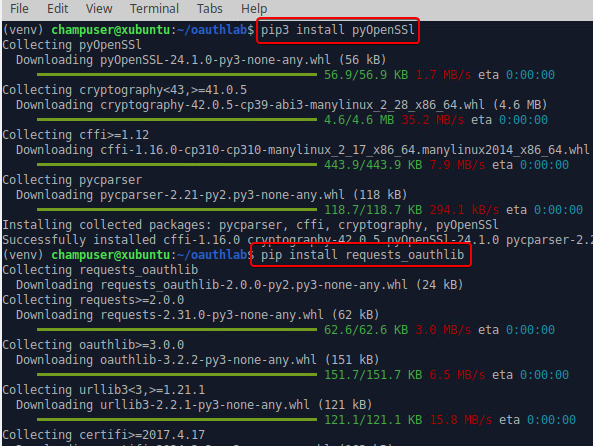 File Edit View Terminal Tabs Help
(venv) champuser@xubuntu:~/oauthlab$ pip3 install pyOpenSSl
Collecting pyOpenSSl
Downloading pyOpenSSL-24.1.0-py3-none-any.whl (56 kB)
56.9/56.9 KB 1.7 MB/s eta 0:00:00
Collecting cryptography<43,>=41.0.5
Downloading cryptography-42.0.5-cp39-abi3-manylinux_2_28_x86_64.whl (4.6 MB)
4.6/4.6 MB 35.2 MB/s eta 0:00:00
Collecting cffi>=1.12
Downloading cffi-1.16.0-cp310-cp310-manylinux_2_17_x86_64.manylinux2014_x86_64.whl
443.9/443.9 KB 7.9 MB/s eta 0:00:00
Collecting pycparser
Downloading pycparser-2.21-py2.py3-none-any.whl (118 kB)
118.7/118.7 KB 294.1 kB/s eta 0:00:00
Installing collected packages: pycparser, cffi, cryptography, pyOpenSSl
Successfully installed cffi-1.16.0 cryptography-42.0.5 pyOpenSSl-24.1.0 pycparser-2.2
(venv) champuser@xubuntu:~/oauthlab$ pip install requests_oauthlib
Collecting requests_oauthlib
Downloading requests_oauthlib-2.0.0-py2.py3-none-any.whl (24 kB)
Collecting requests>=2.0.0
Downloading requests-2.31.0-py3-none-any.whl (62 kB)
62.6/62.6 KB 3.0 MB/s eta 0:00:00
Collecting oauthlib>=3.0.0
Downloading oauthlib-3.2.2-py3-none-any.whl (151 kB)
151.7/151.7 KB 6.5 MB/s eta 0:00:00
Collecting urllib3<3,>=1.21.1
Downloading urllib3-2.2.1-py3-none-any.whl (121 kB)
121.1/121.1 KB 15.8 MB/s eta 0:00:00
Collecting certifi>=2017.4.17